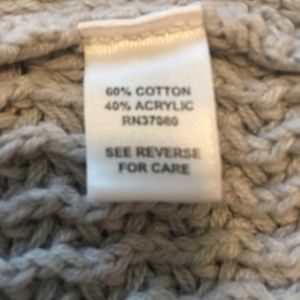 60% COTTON
40% ACRYLIC
RN37080
SEE REVERSE
FOR CARE